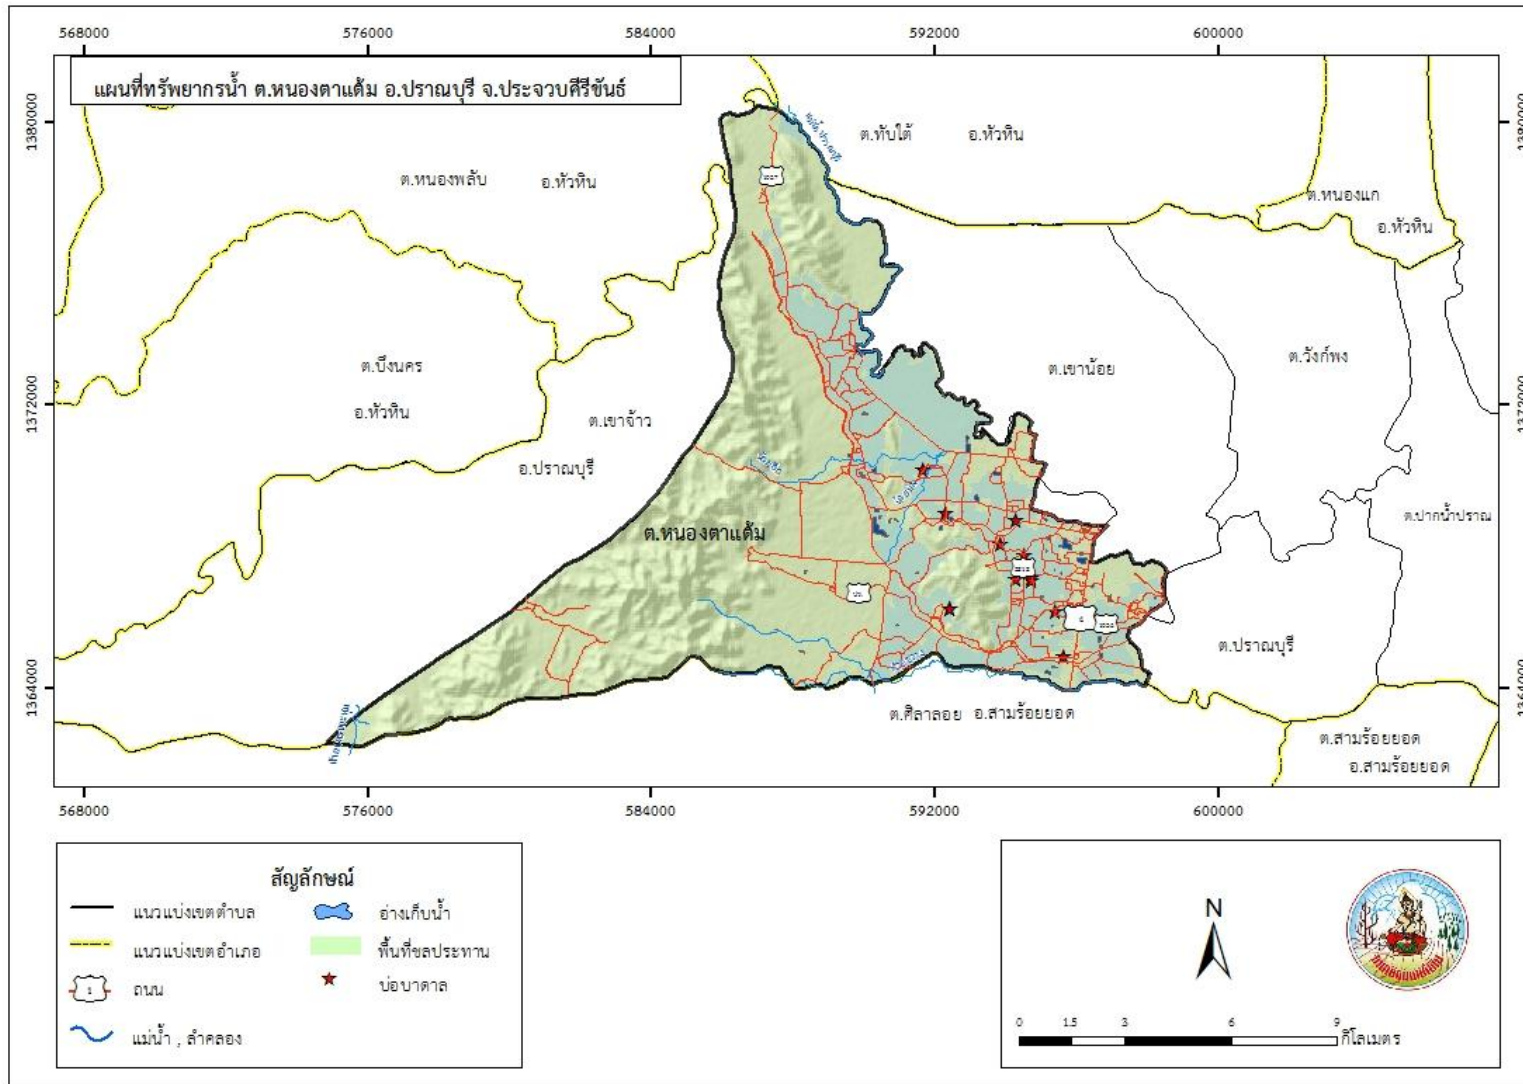 568000 576000 584000 592000 600000
แผนที่ทรัพยากรน้ำ ต.หนองตาแต้ม อ.ปราณบุรี จ.ประจวบคีรีขันธ์
1380000
1380000
ต.ทับใต้ อ.หัวหิน
ต.หนองพลับ อ.หัวหิน
ต.หนองแก
อ.หัวหิน
ต.วังก์พง
ต.บึงนคร
ต.เขาน้อย
1372000
1372000
อ.หัวหิน
ต.เขาจ้าว
อ.ปราณบุรี
ต.ปากน้ำปราณ
ต.หนองตาแต้ม
ต.ปราณบุรี
1364000
1364000
ต.ศิลาลอย อ.สามร้อยยอด
ต.สามร้อยยอด
อ.สามร้อยยอด
568000 576000 584000 592000 600000
สัญลักษณ์
แนวแบ่งเขตตำบล
อ่างเก็บน้ำ
แนวแบ่งเขตอำเภอ
พื้นที่ชลประทาน
1 ถนน
บ่อบาดาล
แม่น้ำ , ลำคลอง
N
กรมพัฒนาที่ดิน
0 1.5 3 6 9
กิโลเมตร